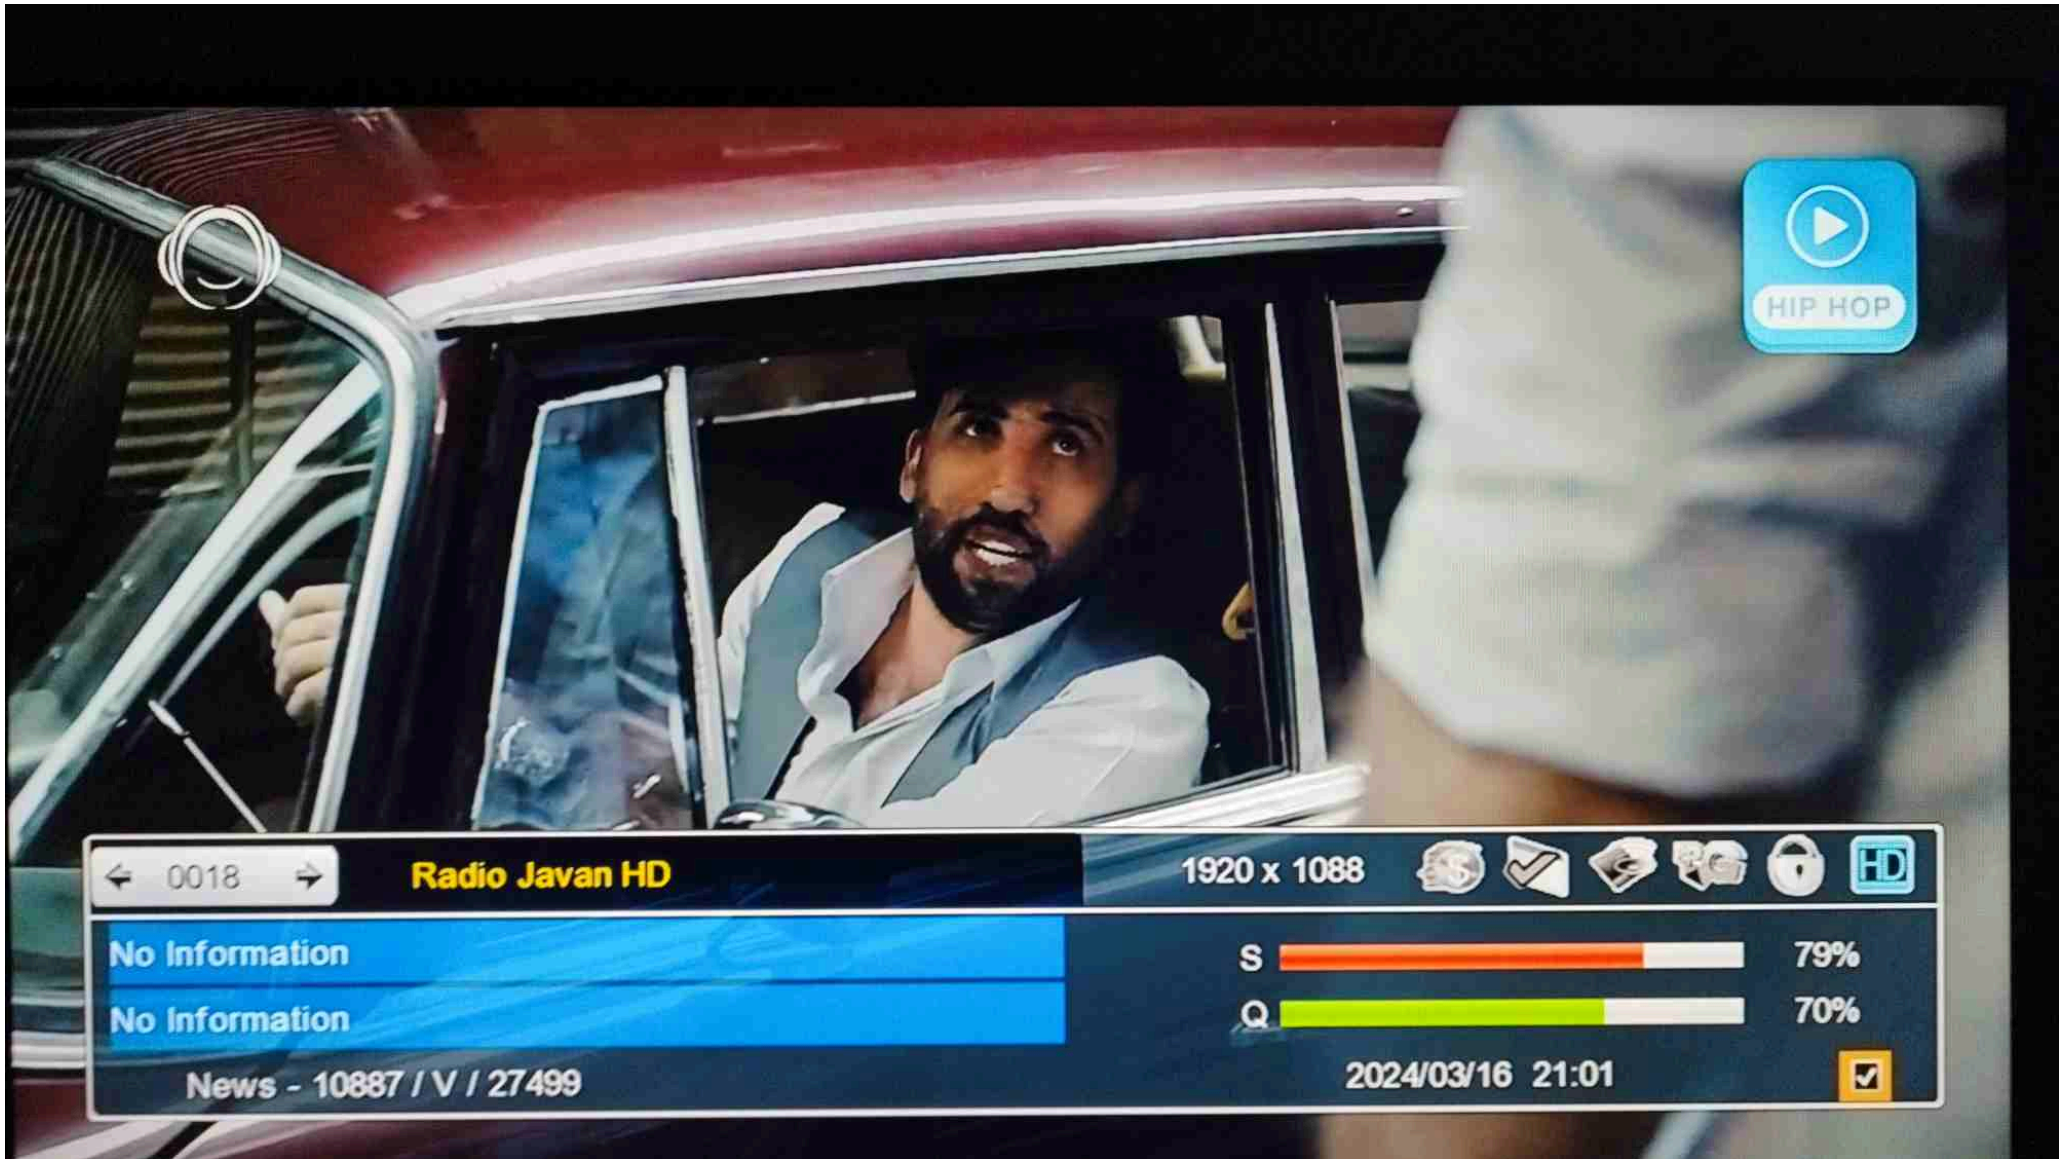 HIP HOP
0018
Radio Javan HD
1920 x 1088
HD
No Information
No Information
S
79%
Q
70%
News - 10887 / V / 27499
2024/03/16 21:01